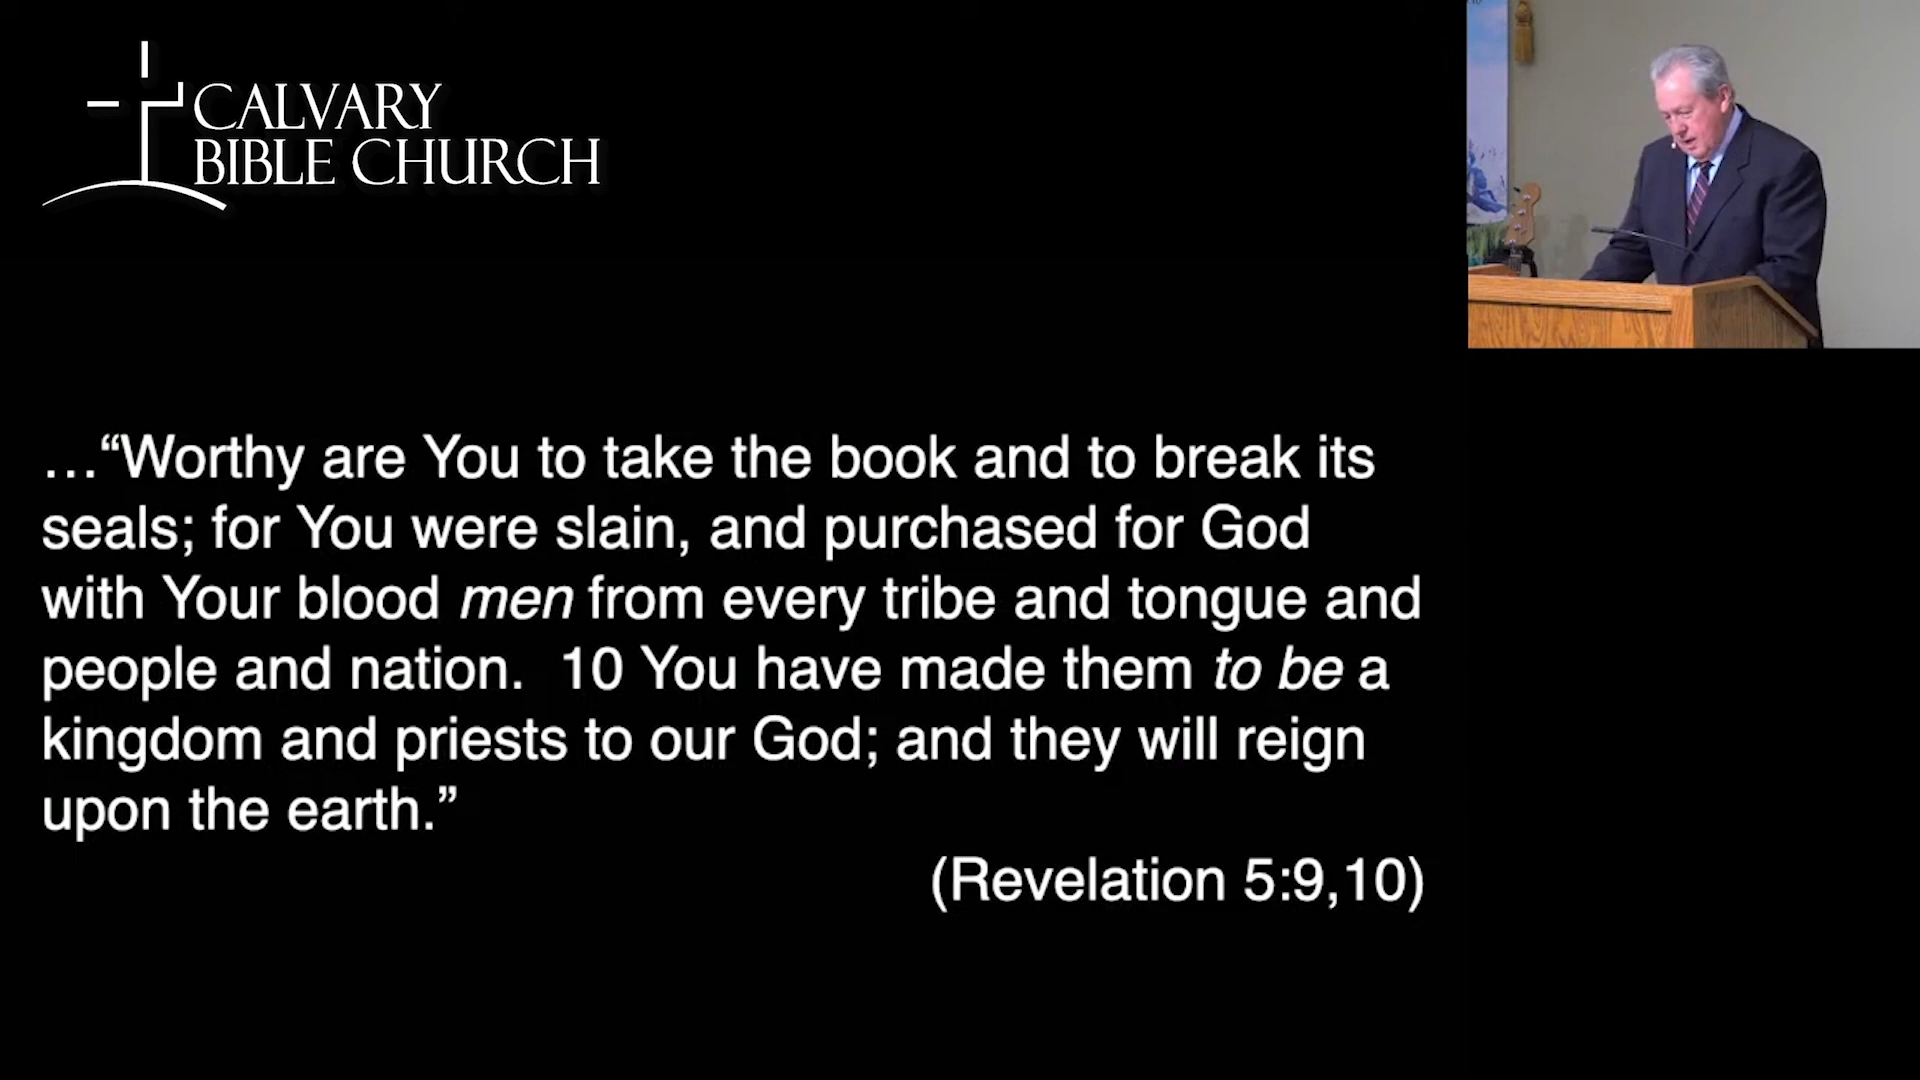 CALVARY
BIBLE CHURCH
…“Worthy are You to take the book and to break its
seals; for You were slain, and purchased for God
with Your blood men from every tribe and tongue and
people and nation.  10 You have made them to be a
kingdom and priests to our God; and they will reign
upon the earth.”
(Revelation 5:9,10)